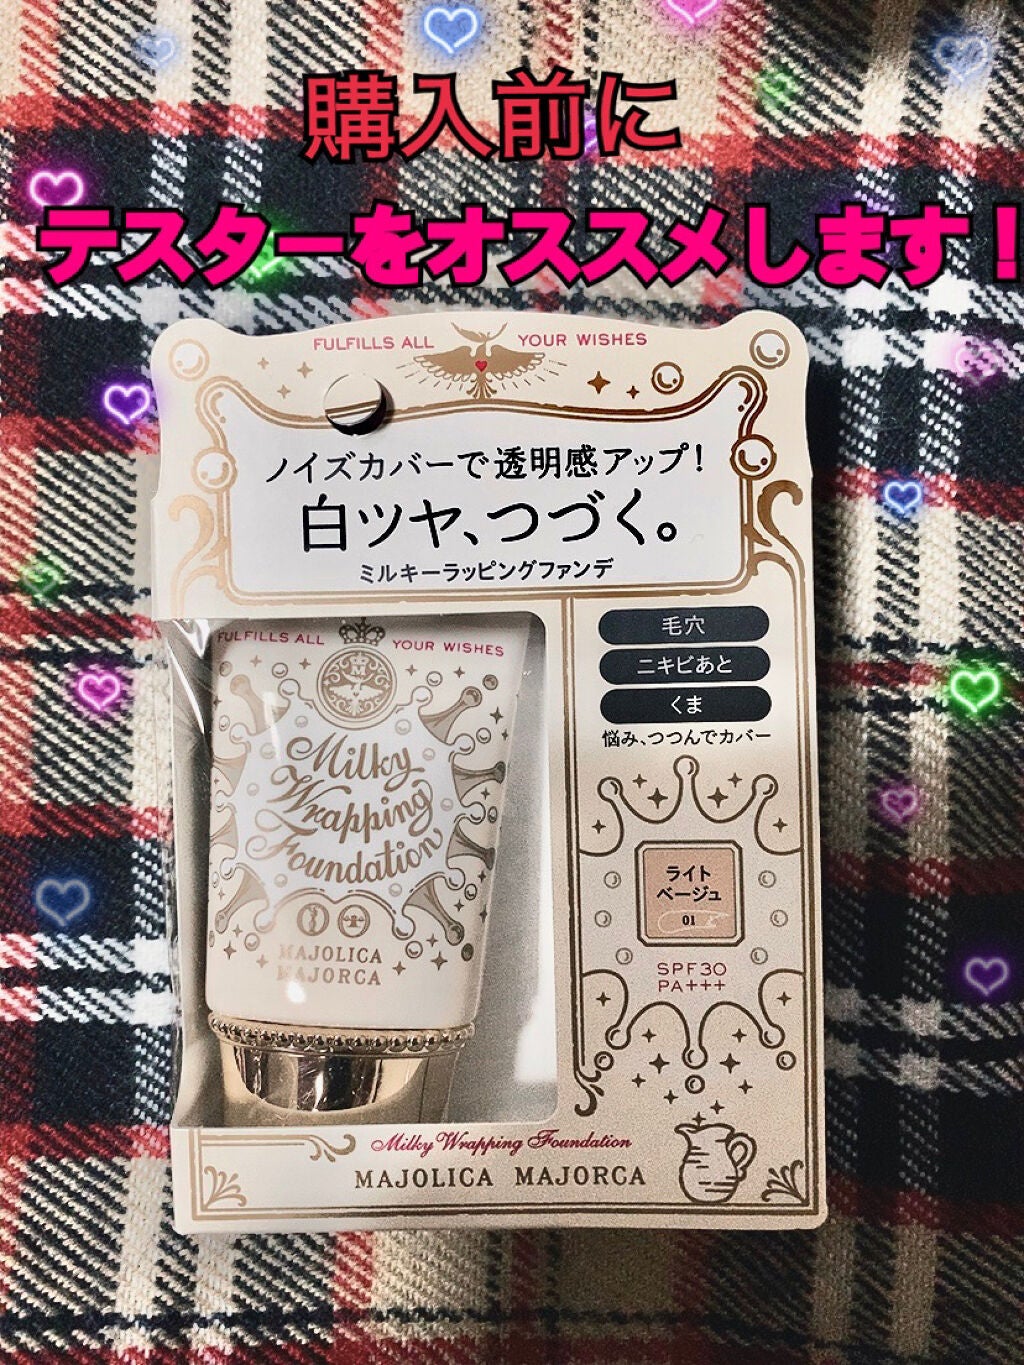 購入前に
テスターをオススメします！
FULFILLS ALL YOUR WISHES
ノイズカバーで透明感アップ！
白ツヤ、つづく。
ミルキーラッピングファンデ
FULFILLS ALL YOUR WISHES
M
Milky
Wrapping
Foundation
MAJOLICA
MAJORCA
毛穴
ニキビあと
くま
悩み、つつんでカバー
ライト
ベージュ
01
SPF30
PA+++
Milky Wrapping Foundation
MAJOLICA MAJORCA